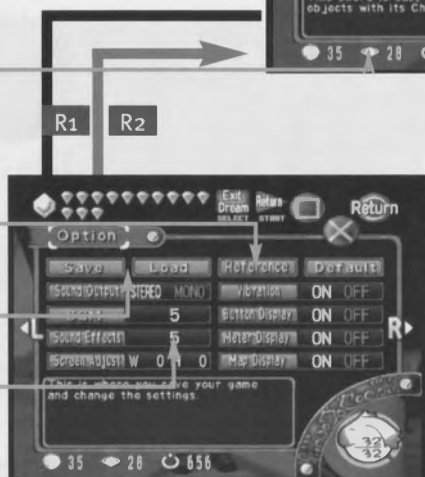 objects with its Ch
35 28
R1 R2
Exit Dream Return Return
SELECT START
Option
Save Load Reference Default
Sound Output STEREO MONO Vibration ON OFF
5 Button Display ON OFF
Sound Effects 5 Meter Display ON OFF
Screen Adjust W 0 H 0 Map Display ON OFF
L R
This is where you save your game
and change the settings.
32
32
35 28 656